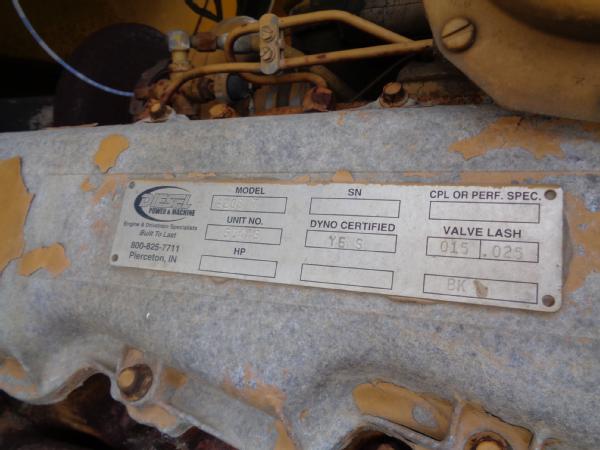 DIESEL
POWER & MACHINE
Engine & Drivetrain Specialists
Built To Last
800-825-7711
Pierceton, IN
MODEL
UNIT NO.
HP
SN
DYNO CERTIFIED
YES
CPL OR PERF. SPEC.
VALVE LASH
015 .025
BK